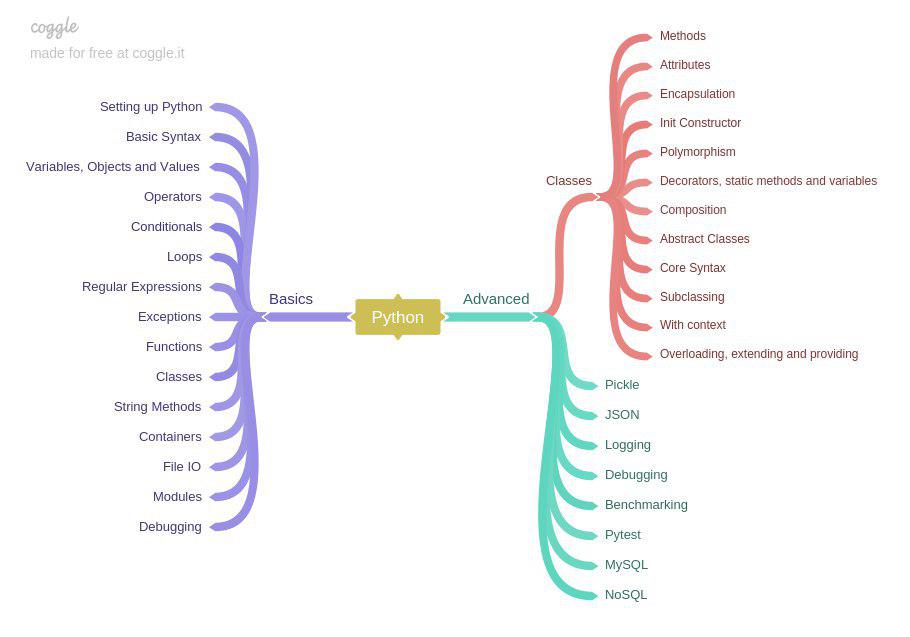 coggle
made for free at coggle.it
Setting up Python
Basic Syntax
Variables, Objects and Values
Operators
Conditionals
Loops
Regular Expressions
Exceptions
Functions
Classes
String Methods
Containers
File IO
Modules
Debugging
Basics
Python
Advanced
Classes
Methods
Attributes
Encapsulation
Init Constructor
Polymorphism
Decorators, static methods and variables
Composition
Abstract Classes
Core Syntax
Subclassing
With context
Overloading, extending and providing
Pickle
JSON
Logging
Debugging
Benchmarking
Pytest
MySQL
NoSQL